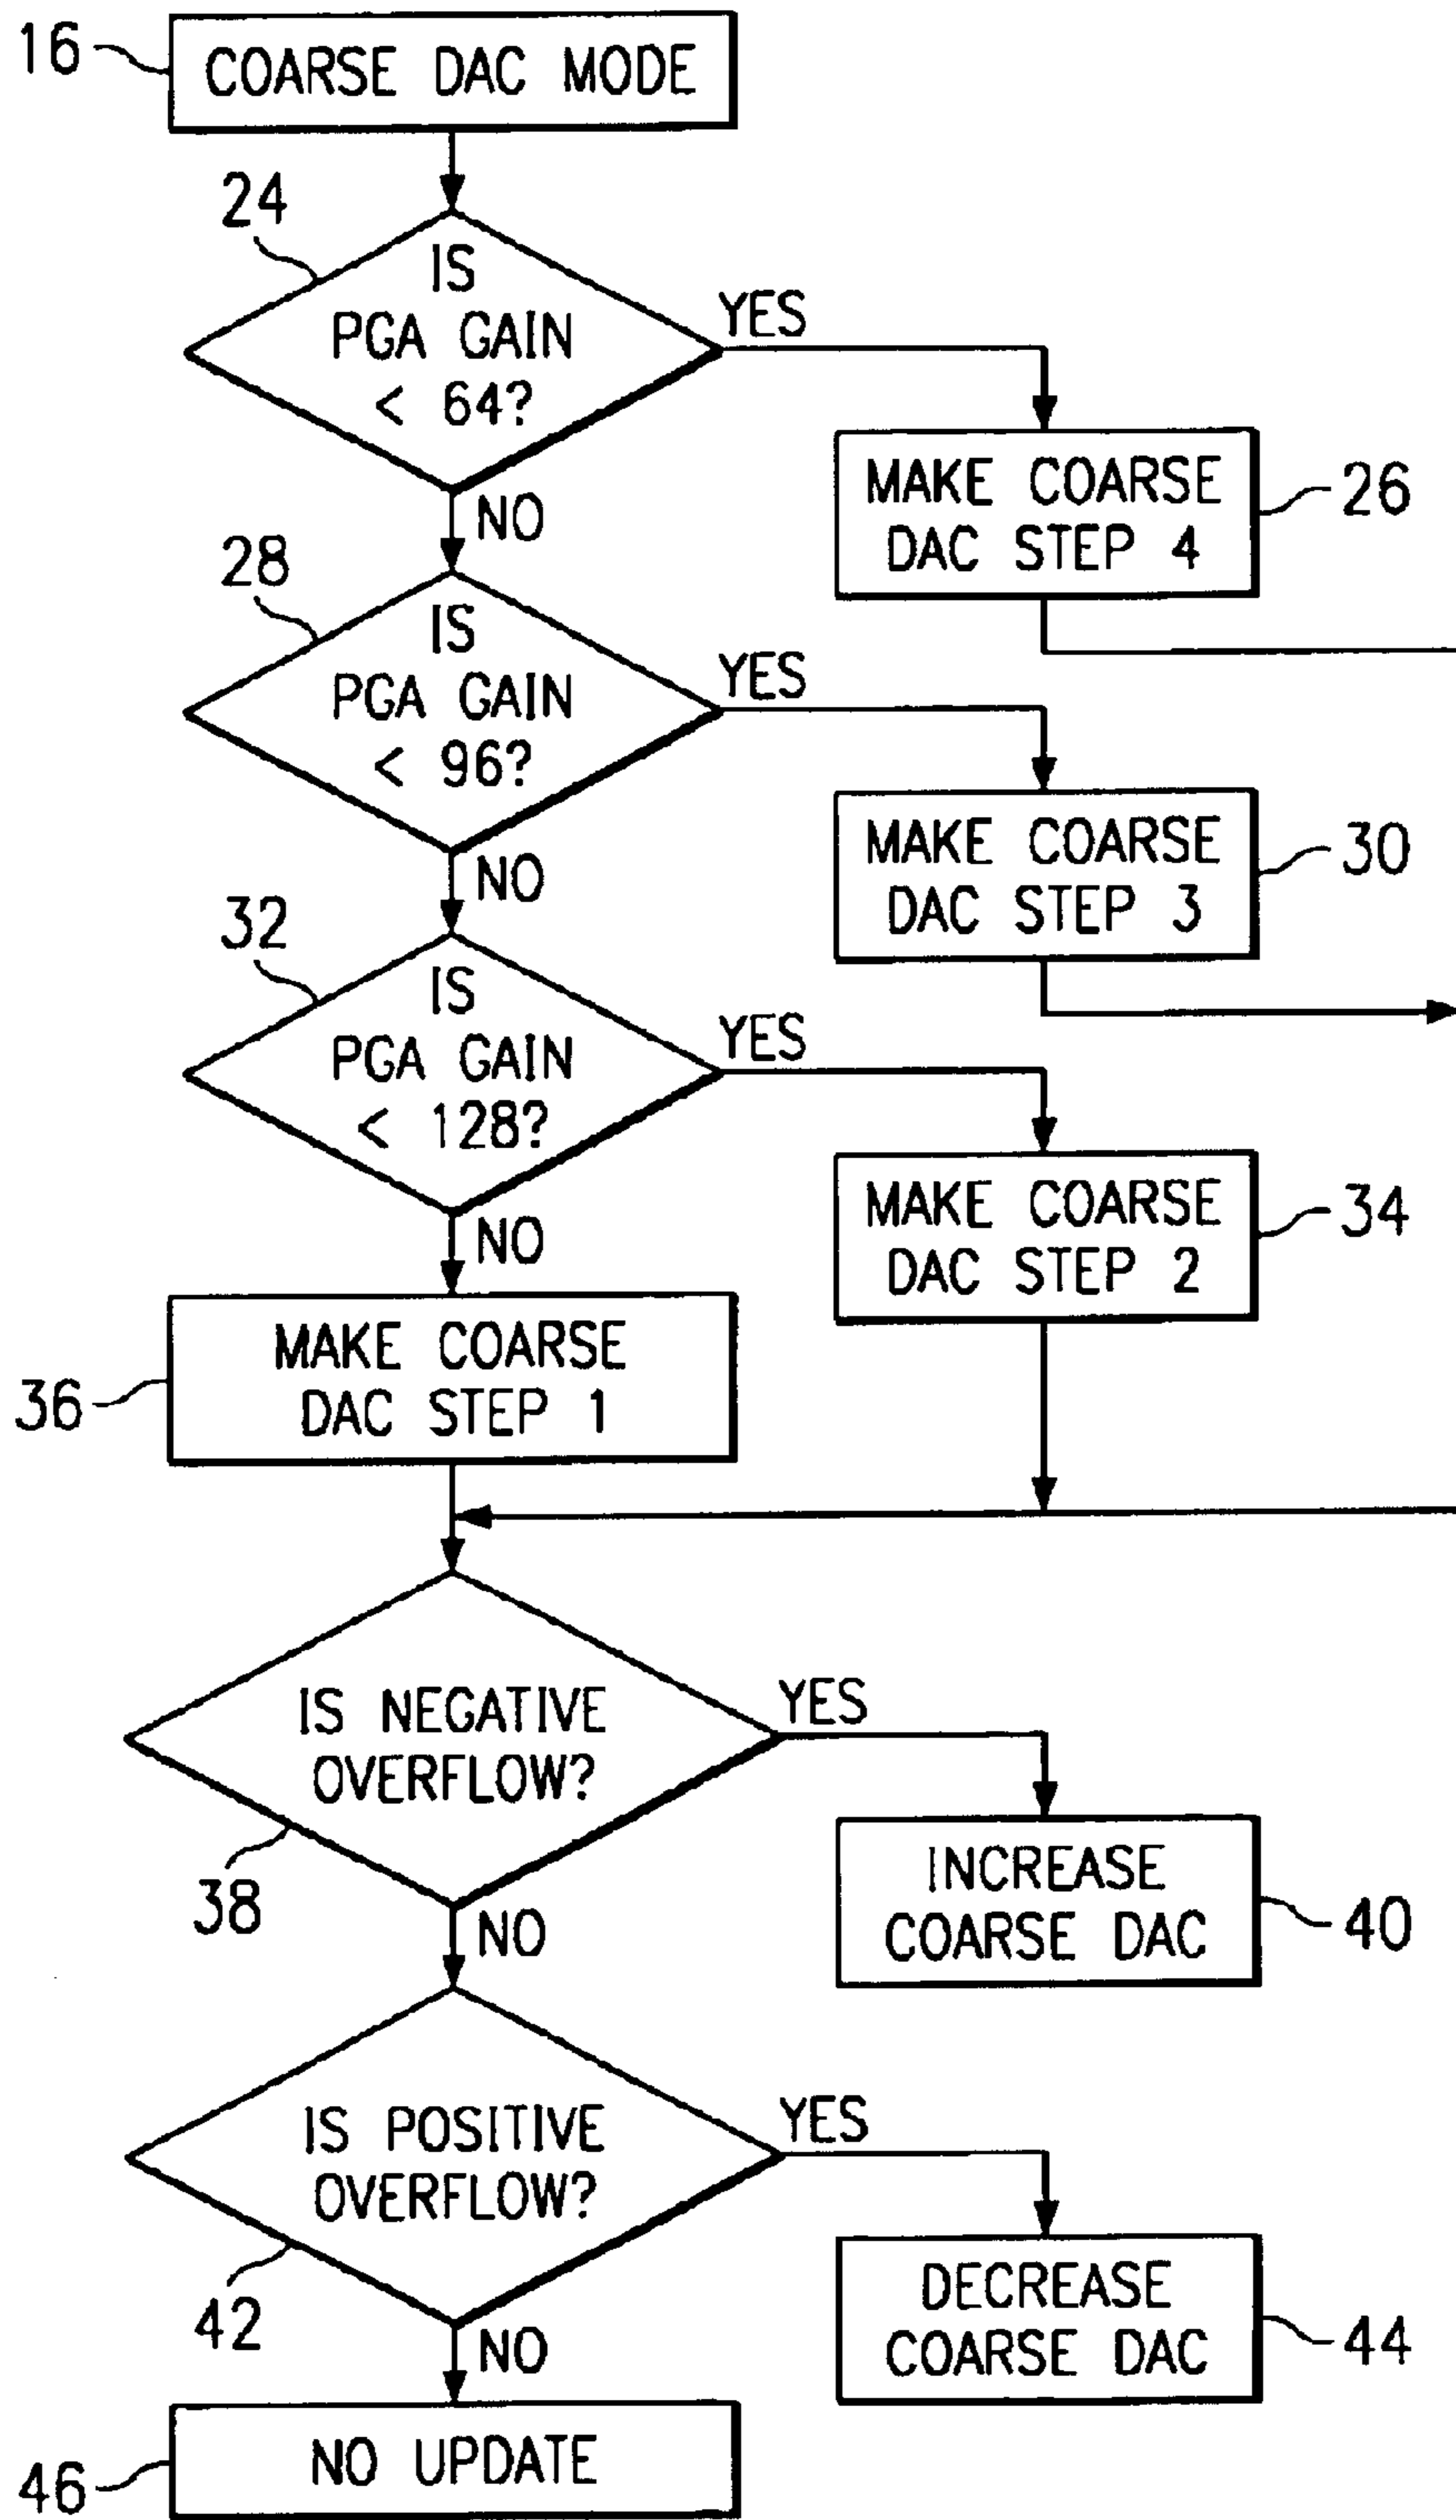 16
COARSE DAC MODE
24
IS
PGA GAIN
< 64?
YES
NO
MAKE COARSE
DAC STEP 4
26
28
IS
PGA GAIN
< 96?
YES
NO
MAKE COARSE
DAC STEP 3
30
32
IS
PGA GAIN
< 128?
YES
NO
MAKE COARSE
DAC STEP 2
34
MAKE COARSE
DAC STEP 1
36
IS NEGATIVE
OVERFLOW?
YES
38
NO
INCREASE
COARSE DAC
40
IS POSITIVE
OVERFLOW?
YES
42
NO
DECREASE
COARSE DAC
44
NO UPDATE
46